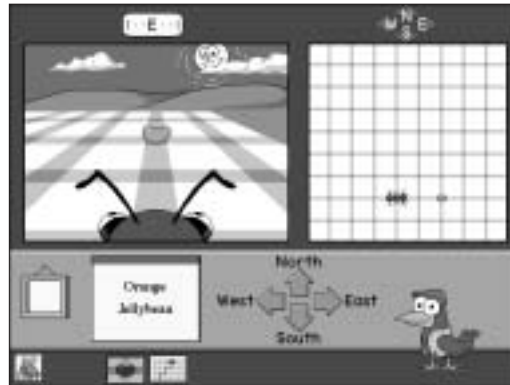 E
N
W E
S
Orange
Jellybean
North
West East
South